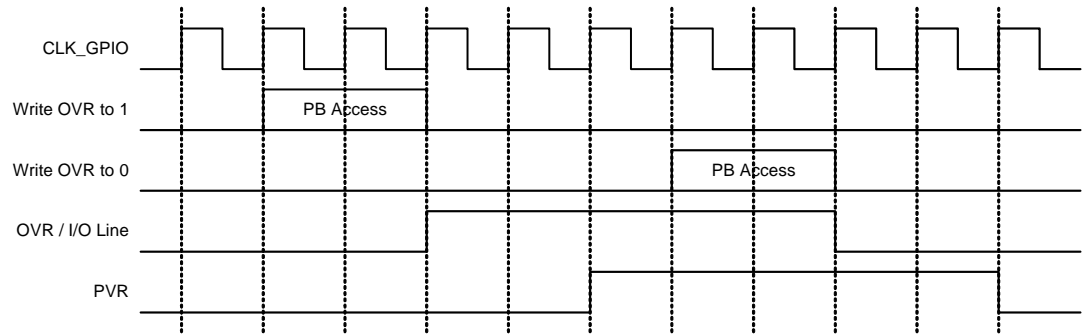 CLK_GPIO
Write OVR to 1
PB Access
Write OVR to 0
PB Access
OVR / I/O Line
PVR